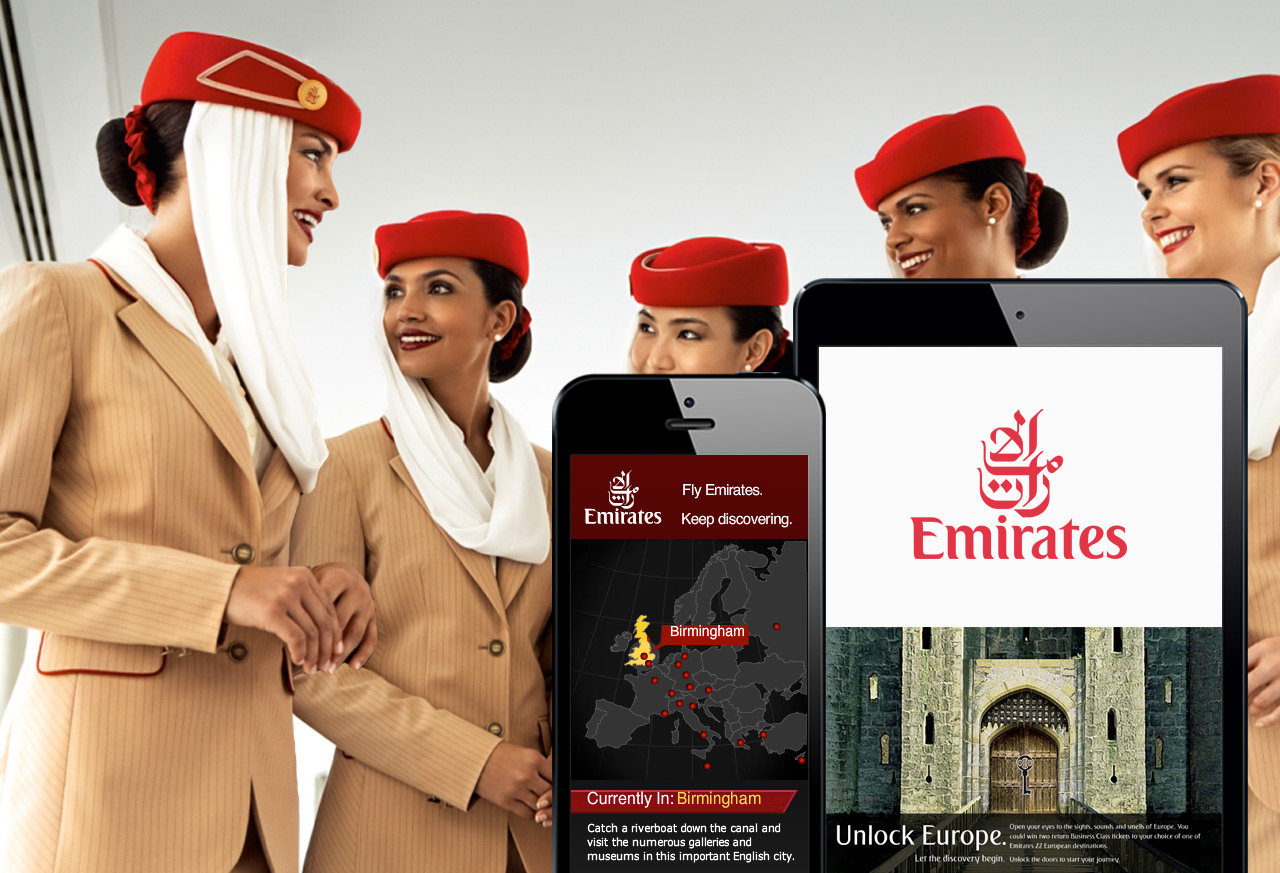 Emirates
Fly Emirates.
Keep discovering.
Birmingham
Currently In: Birmingham
Catch a riverboat down the canal and
visit the numerous galleries and
museums in this important English city.
امارات
Emirates
Unlock Europe.
Open your eyes to the sights, sounds and smells of Europe. You
could win two return Business Class tickets to your choice of one of
Emirates 22 European destinations.
Let the discovery begin. Unlock the doors to start your journey.